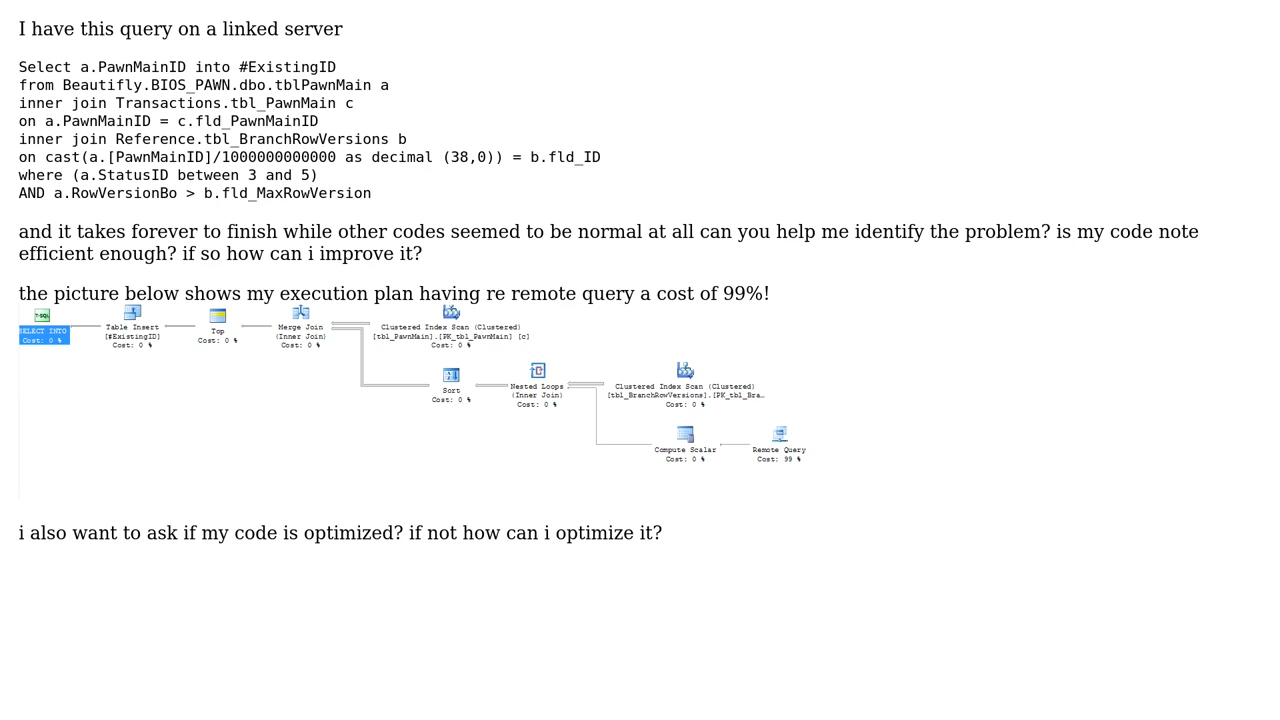 I have this query on a linked server
Select a.PawnMainID into #ExistingID
from Beautifly.BIOS_PAWN.dbo.tblPawnMain a
inner join Transactions.tbl_PawnMain c
on a.PawnMainID = c.fld_PawnMainID
inner join Reference.tbl_BranchRowVersions b
on cast(a.[PawnMainID]/1000000000000 as decimal (38,0)) = b.fld_ID
where (a.StatusID between 3 and 5)
AND a.RowVersionBo > b.fld_MaxRowVersion
and it takes forever to finish while other codes seemed to be normal at all can you help me identify the problem? is my code note
efficient enough? if so how can i improve it?
the picture below shows my execution plan having re remote query a cost of 99%!
T-SQL
SELECT INTO
Cost: 0 %
Table Insert
[#ExistingID]
Cost: 0 %
Top
Cost: 0 %
Merge Join
(Inner Join)
Cost: 0 %
Clustered Index Scan (Clustered)
[tbl_PawnMain].[PK_tbl_PawnMain] [c]
Cost: 0 %
Sort
Cost: 0 %
Nested Loops
(Inner Join)
Cost: 0 %
Clustered Index Scan (Clustered)
[tbl_BranchRowVersions].[PK_tbl_Bra…
Cost: 0 %
Compute Scalar
Cost: 0 %
Remote Query
Cost: 99 %
i also want to ask if my code is optimized? if not how can i optimize it?